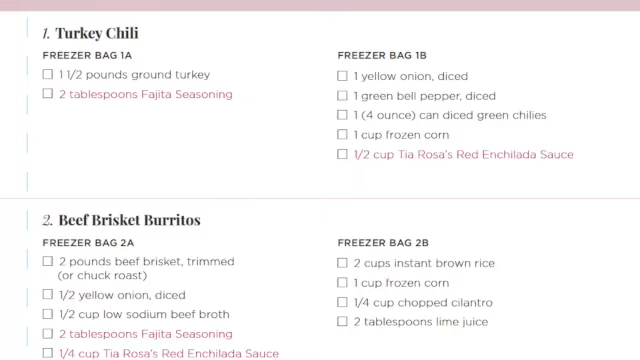 1. Turkey Chili
FREEZER BAG 1A
1 1/2 pounds ground turkey
2 tablespoons Fajita Seasoning
FREEZER BAG 1B
1 yellow onion, diced
1 green bell pepper, diced
1 (4 ounce) can diced green chilies
1 cup frozen corn
1/2 cup Tia Rosa's Red Enchilada Sauce
2. Beef Brisket Burritos
FREEZER BAG 2A
2 pounds beef brisket, trimmed
(or chuck roast)
1/2 yellow onion, diced
1/2 cup low sodium beef broth
2 tablespoons Fajita Seasoning
1/4 cup Tia Rosa's Red Enchilada Sauce
FREEZER BAG 2B
2 cups instant brown rice
1 cup frozen corn
1/4 cup chopped cilantro
2 tablespoons lime juice